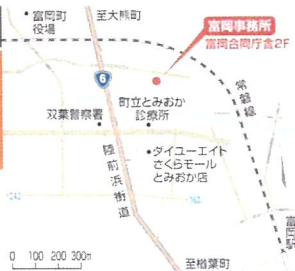 富岡町
役場
至大熊町
富岡事務所
富岡合同庁舎2F
6
常磐線
町立とみおか
診療所
双葉警察署
陸前浜街道
ダイユーエイト
さくらモール
とみおか店
富岡駅
0 100 200 300m
至楢葉町